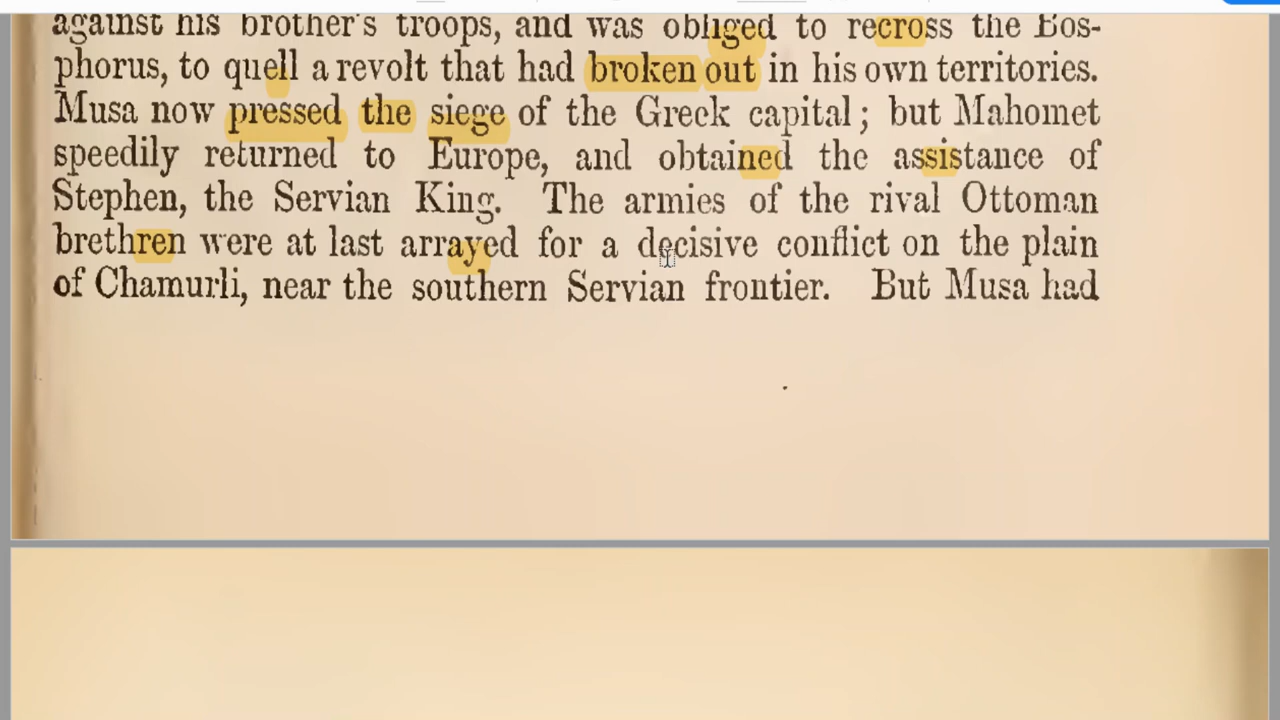 against his brother's troops, and was obliged to recross the Bos-
phorus, to quell a revolt that had broken out in his own territories.
Musa now pressed the siege of the Greek capital; but Mahomet
speedily returned to Europe, and obtained the assistance of
Stephen, the Servian King. The armies of the rival Ottoman
brethren were at last arrayed for a decisive conflict on the plain
of Chamurli, near the southern Servian frontier. But Musa had